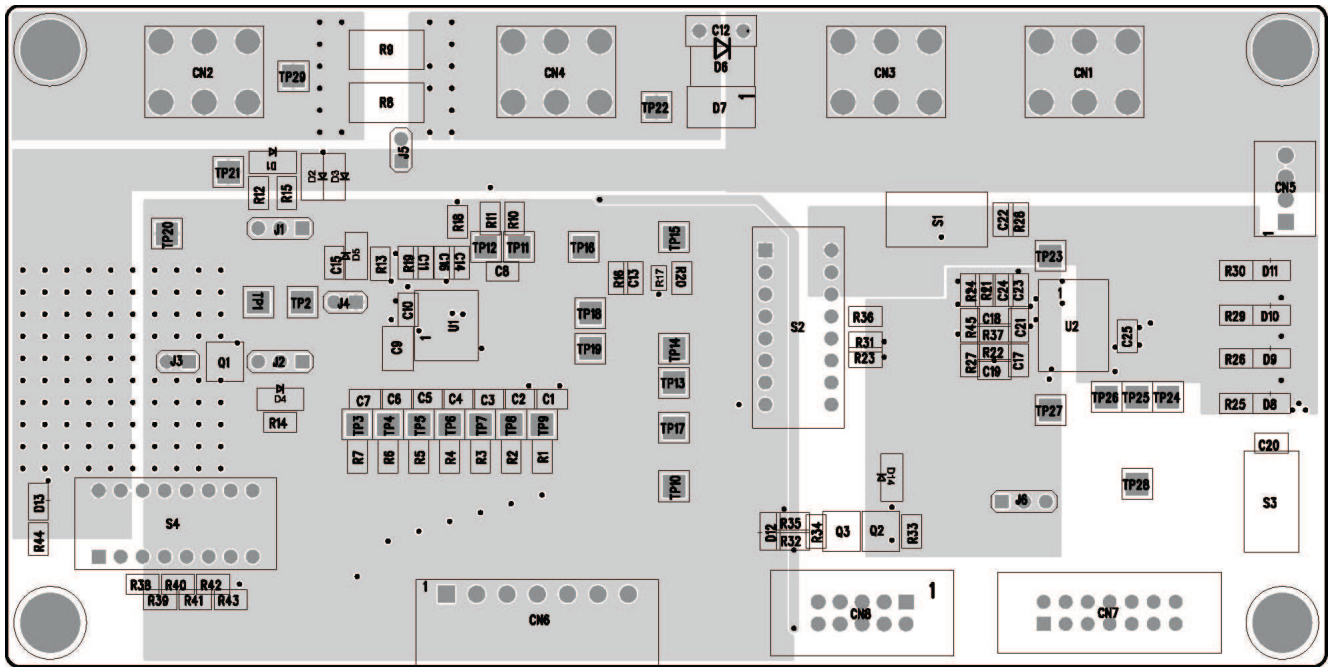 C12
R9
CN2
TP29
CN4
D6
CN3
CN1
R8
TP22
D7
1
J5
D1
TP21
R12
R15
D2
D3
CN5
1
J1
TP20
R18
R11
R10
TP12
TP11
TP16
TP15
S1
C22
R28
TP23
C15
D5
R13
R19
C11
C16
C14
C8
R16
C13
R17
R20
R30
D11
TP1
TP2
J4
C10
U1
TP18
S2
R36
R24
R21
C24
C23
1
R45
C18
R37
C21
U2
C25
R29
D10
C9
TP19
TP14
R31
R23
R27
R22
C19
C17
R26
D9
J3
Q1
J2
D4
R14
TP13
TP26
TP25
TP24
TP27
R25
D8
C7
C6
C5
C4
C3
C2
C1
TP3
TP4
TP5
TP6
TP7
TP8
TP9
TP17
R7
R6
R5
R4
R3
R2
R1
C20
TP10
D14
TP28
J6
S3
D13
R44
S4
D12
R35
R32
R34
Q3
Q2
R33
R38
R40
R42
R39
R41
R43
1
CN6
CN8
1
CN7